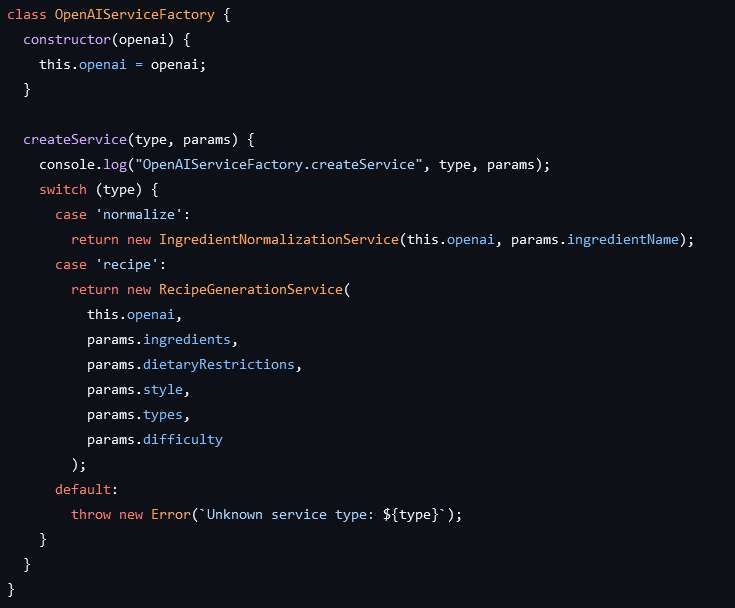 class OpenAIServiceFactory {
  constructor(openai) {
    this.openai = openai;
  }

  createService(type, params) {
    console.log("OpenAIServiceFactory.createService", type, params);
    switch (type) {
      case 'normalize':
        return new IngredientNormalizationService(this.openai, params.ingredientName);
      case 'recipe':
        return new RecipeGenerationService(
          this.openai,
          params.ingredients,
          params.dietaryRestrictions,
          params.style,
          params.types,
          params.difficulty
        );
      default:
        throw new Error(`Unknown service type: ${type}`);
    }
  }
}